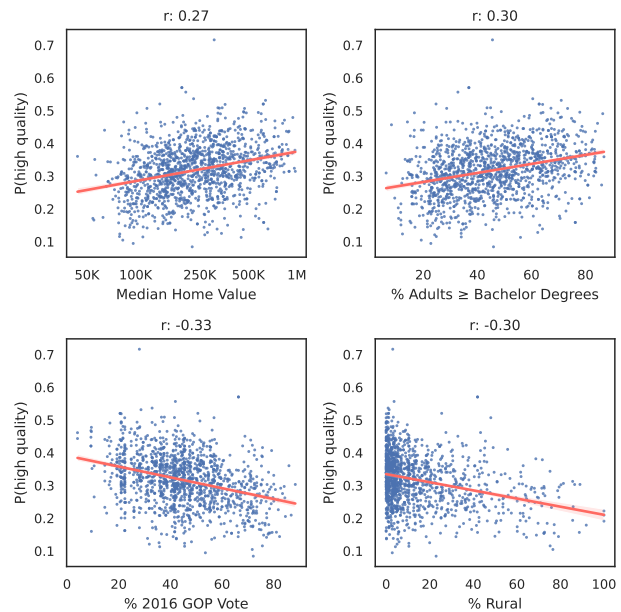 r: 0.27
P(high quality)
0.7
0.6
0.5
0.4
0.3
0.2
0.1
50K 100K 250K 500K 1M
Median Home Value
r: 0.30
P(high quality)
0.7
0.6
0.5
0.4
0.3
0.2
0.1
20 40 60 80
% Adults ≥ Bachelor Degrees
r: -0.33
P(high quality)
0.7
0.6
0.5
0.4
0.3
0.2
0.1
0 20 40 60 80
% 2016 GOP Vote
r: -0.30
P(high quality)
0.7
0.6
0.5
0.4
0.3
0.2
0.1
0 20 40 60 80 100
% Rural